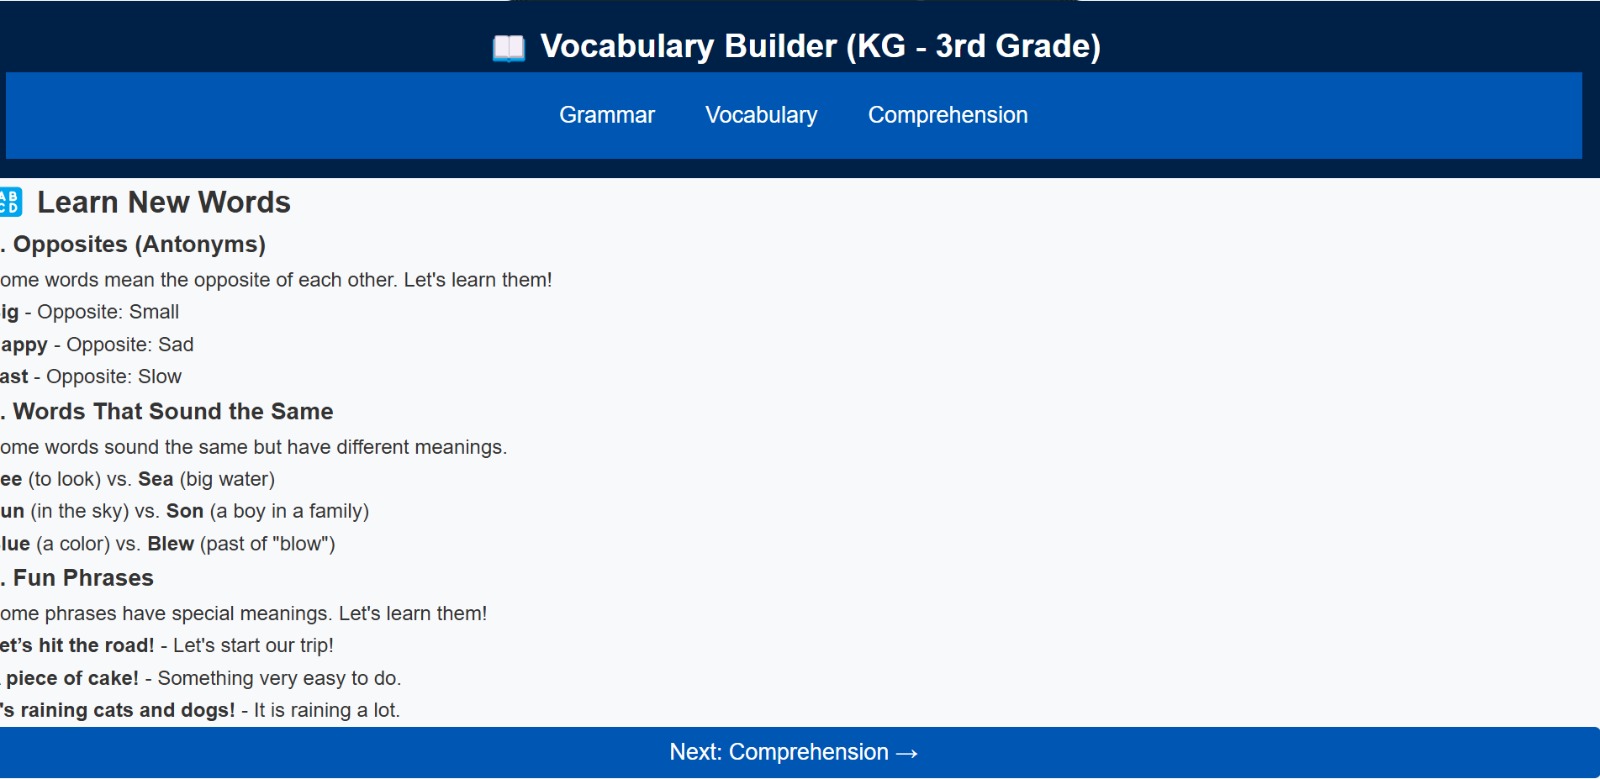 Vocabulary Builder (KG - 3rd Grade)
Grammar Vocabulary Comprehension
Learn New Words
. Opposites (Antonyms)
ome words mean the opposite of each other. Let's learn them!
ig - Opposite: Small
appy - Opposite: Sad
ast - Opposite: Slow
. Words That Sound the Same
ome words sound the same but have different meanings.
ee (to look) vs. Sea (big water)
un (in the sky) vs. Son (a boy in a family)
lue (a color) vs. Blew (past of "blow")
. Fun Phrases
ome phrases have special meanings. Let's learn them!
et’s hit the road! - Let's start our trip!
piece of cake! - Something very easy to do.
's raining cats and dogs! - It is raining a lot.
Next: Comprehension →